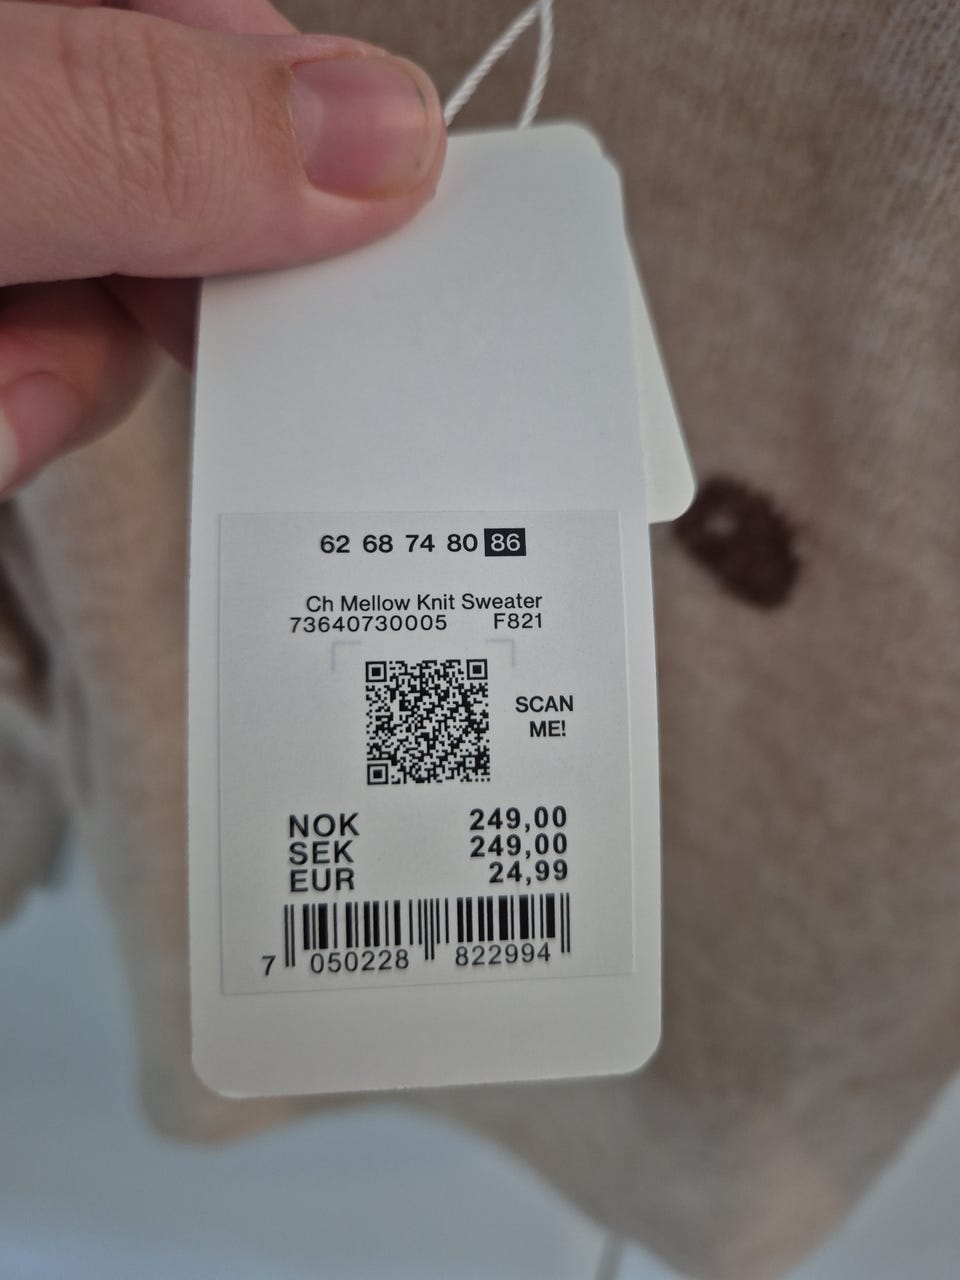 62 68 74 80 86
Ch Mellow Knit Sweater
73640730005 F821
SCAN
ME!
NOK 249,00
SEK 249,00
EUR 24,99
7 050228 822994